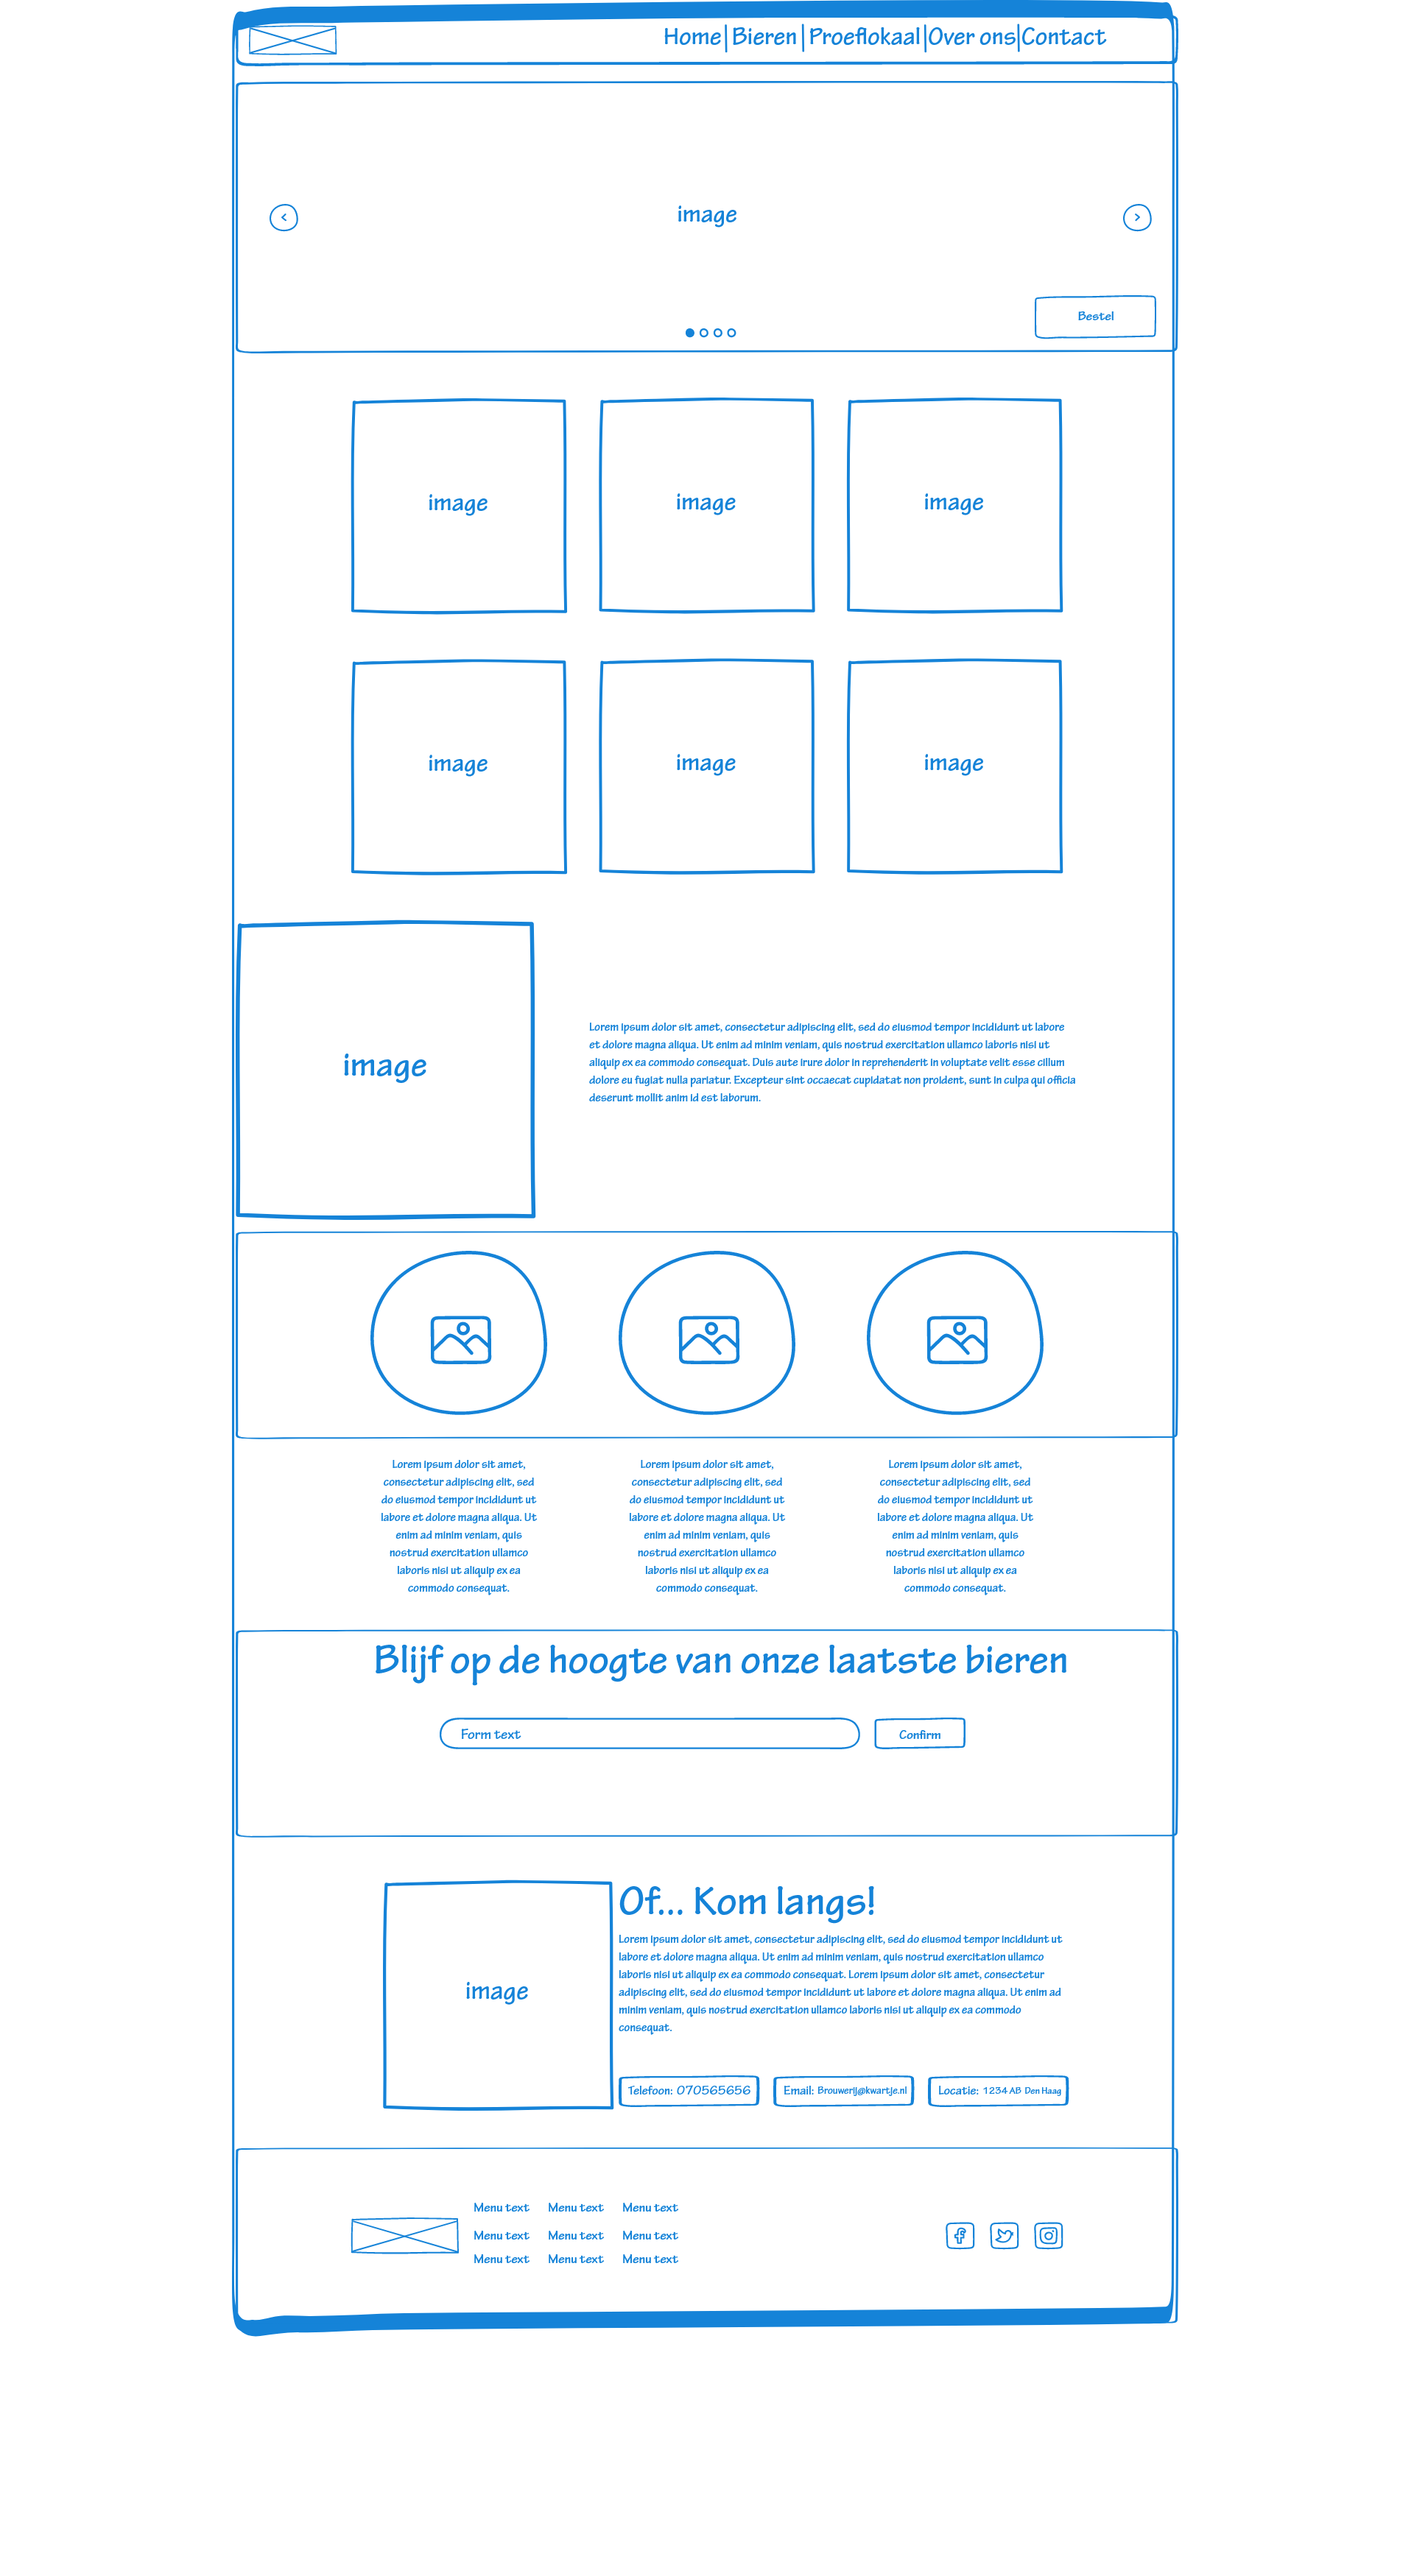 Home| Bieren | Proeflokaal |Over ons|Contact
image
Bestel
image image image
image image image
image
Lorem ipsum dolor sit amet, consectetur adipiscing elit, sed do eiusmod tempor incididunt ut labore
et dolore magna aliqua. Ut enim ad minim veniam, quis nostrud exercitation ullamco laboris nisi ut
aliquip ex ea commodo consequat. Duis aute irure dolor in reprehenderit in voluptate velit esse cillum
dolore eu fugiat nulla pariatur. Excepteur sint occaecat cupidatat non proident, sunt in culpa qui officia
deserunt mollit anim id est laborum.
Lorem ipsum dolor sit amet,
consectetur adipiscing elit, sed
do eiusmod tempor incididunt ut
labore et dolore magna aliqua. Ut
enim ad minim veniam, quis
nostrud exercitation ullamco
laboris nisi ut aliquip ex ea
commodo consequat.
Lorem ipsum dolor sit amet,
consectetur adipiscing elit, sed
do eiusmod tempor incididunt ut
labore et dolore magna aliqua. Ut
enim ad minim veniam, quis
nostrud exercitation ullamco
laboris nisi ut aliquip ex ea
commodo consequat.
Lorem ipsum dolor sit amet,
consectetur adipiscing elit, sed
do eiusmod tempor incididunt ut
labore et dolore magna aliqua. Ut
enim ad minim veniam, quis
nostrud exercitation ullamco
laboris nisi ut aliquip ex ea
commodo consequat.
Blijf op de hoogte van onze laatste bieren
Form text
Confirm
image
Of... Kom langs!
Lorem ipsum dolor sit amet, consectetur adipiscing elit, sed do eiusmod tempor incididunt ut
labore et dolore magna aliqua. Ut enim ad minim veniam, quis nostrud exercitation ullamco
laboris nisi ut aliquip ex ea commodo consequat. Lorem ipsum dolor sit amet, consectetur
adipiscing elit, sed do eiusmod tempor incididunt ut labore et dolore magna aliqua. Ut enim ad
minim veniam, quis nostrud exercitation ullamco laboris nisi ut aliquip ex ea commodo
consequat.
Telefoon: 070565656
Email: Brouwerij@kwartje.nl
Locatie: 1234 AB Den Haag
Menu text Menu text Menu text
Menu text Menu text Menu text
Menu text Menu text Menu text